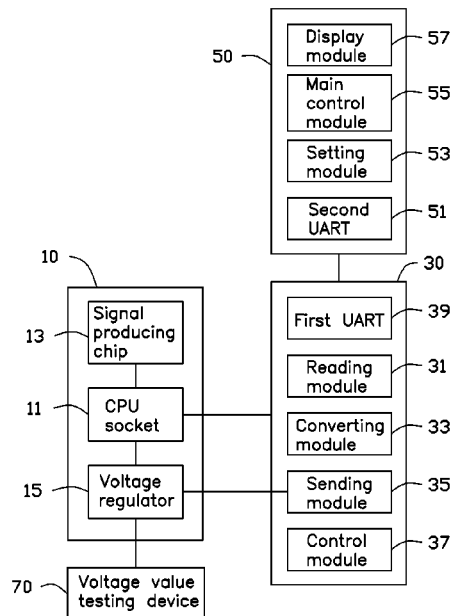 50
Display
module
57
Main
control
module
55
Setting
module
53
Second
UART
51
10
30
Signal
producing
chip
13
First UART
39
Reading
module
31
CPU
socket
11
Converting
module
33
Voltage
regulator
15
Sending
module
35
Control
module
37
70
Voltage value
testing device